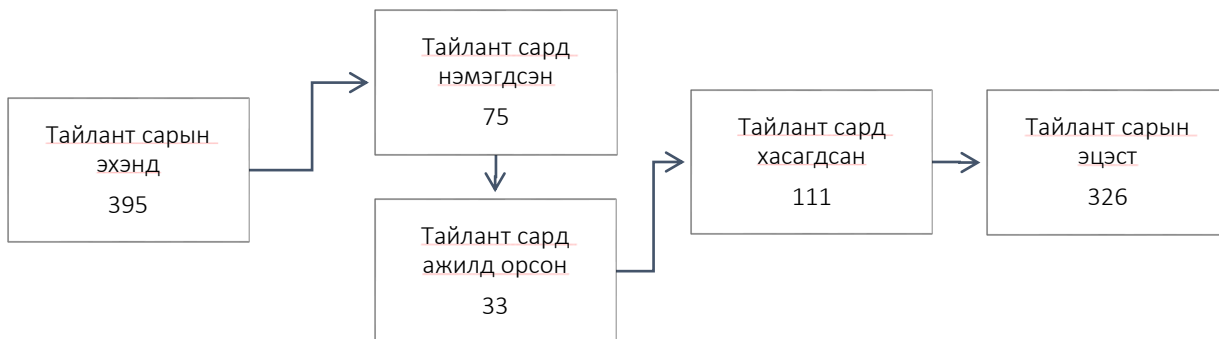 Тайлант сарын
эхэнд
395
Тайлант сард
нэмэгдсэн
75
Тайлант сард
ажилд орсон
33
Тайлант сард
хасагдсан
111
Тайлант сарын
эцэст
326